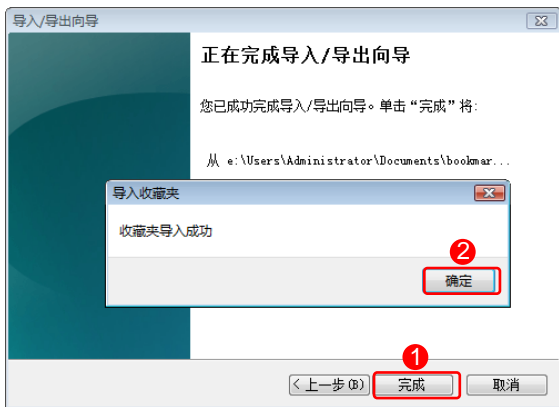 导入/导出向导
正在完成导入/导出向导
您已成功完成导入/导出向导。单击“完成”将:
从 e:\Users\Administrator\Documents\bookmar...
导入收藏夹
收藏夹导入成功
2
确定
1
<上一步(B) 完成 取消